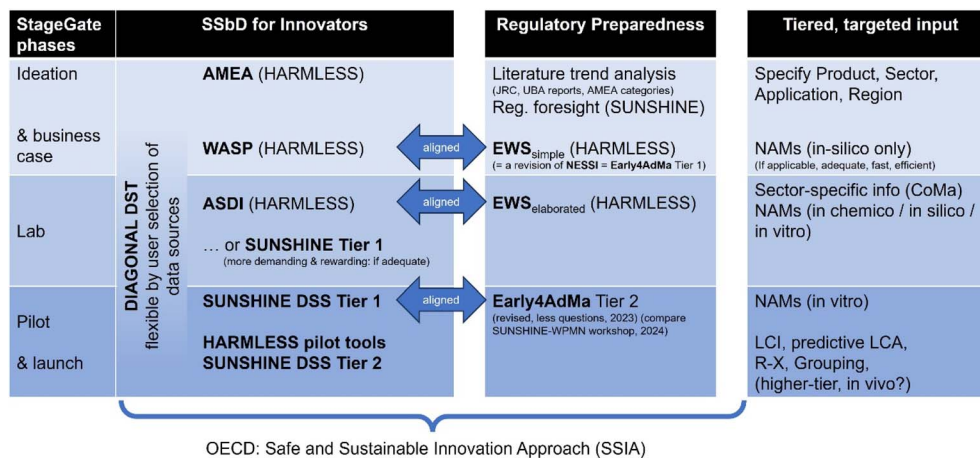 StageGate
phases
SSbD for Innovators
Regulatory Preparedness
Tiered, targeted input
Ideation
& business
case
Lab
Pilot
& launch
DIAGONAL DST
flexible by user selection of
data sources
AMEA (HARMLESS)
WASP (HARMLESS)
ASDI (HARMLESS)
… or SUNSHINE Tier 1
(more demanding & rewarding: if adequate)
SUNSHINE DSS Tier 1
HARMLESS pilot tools
SUNSHINE DSS Tier 2
aligned
aligned
aligned
Literature trend analysis
(JRC, UBA reports, AMEA categories)
Reg. foresight (SUNSHINE)
EWSsimple (HARMLESS)
(= a revision of NESSI = Early4AdMa Tier 1)
EWSelaborated (HARMLESS)
Early4AdMa Tier 2
(revised, less questions, 2023) (compare
SUNSHINE-WPMN workshop, 2024)
Specify Product, Sector,
Application, Region
NAMs (in-silico only)
(If applicable, adequate, fast, efficient)
Sector-specific info (CoMa)
NAMs (in chemico / in silico /
in vitro)
NAMs (in vitro)
LCI, predictive LCA,
R-X, Grouping,
(higher-tier, in vivo?)
OECD: Safe and Sustainable Innovation Approach (SSIA)